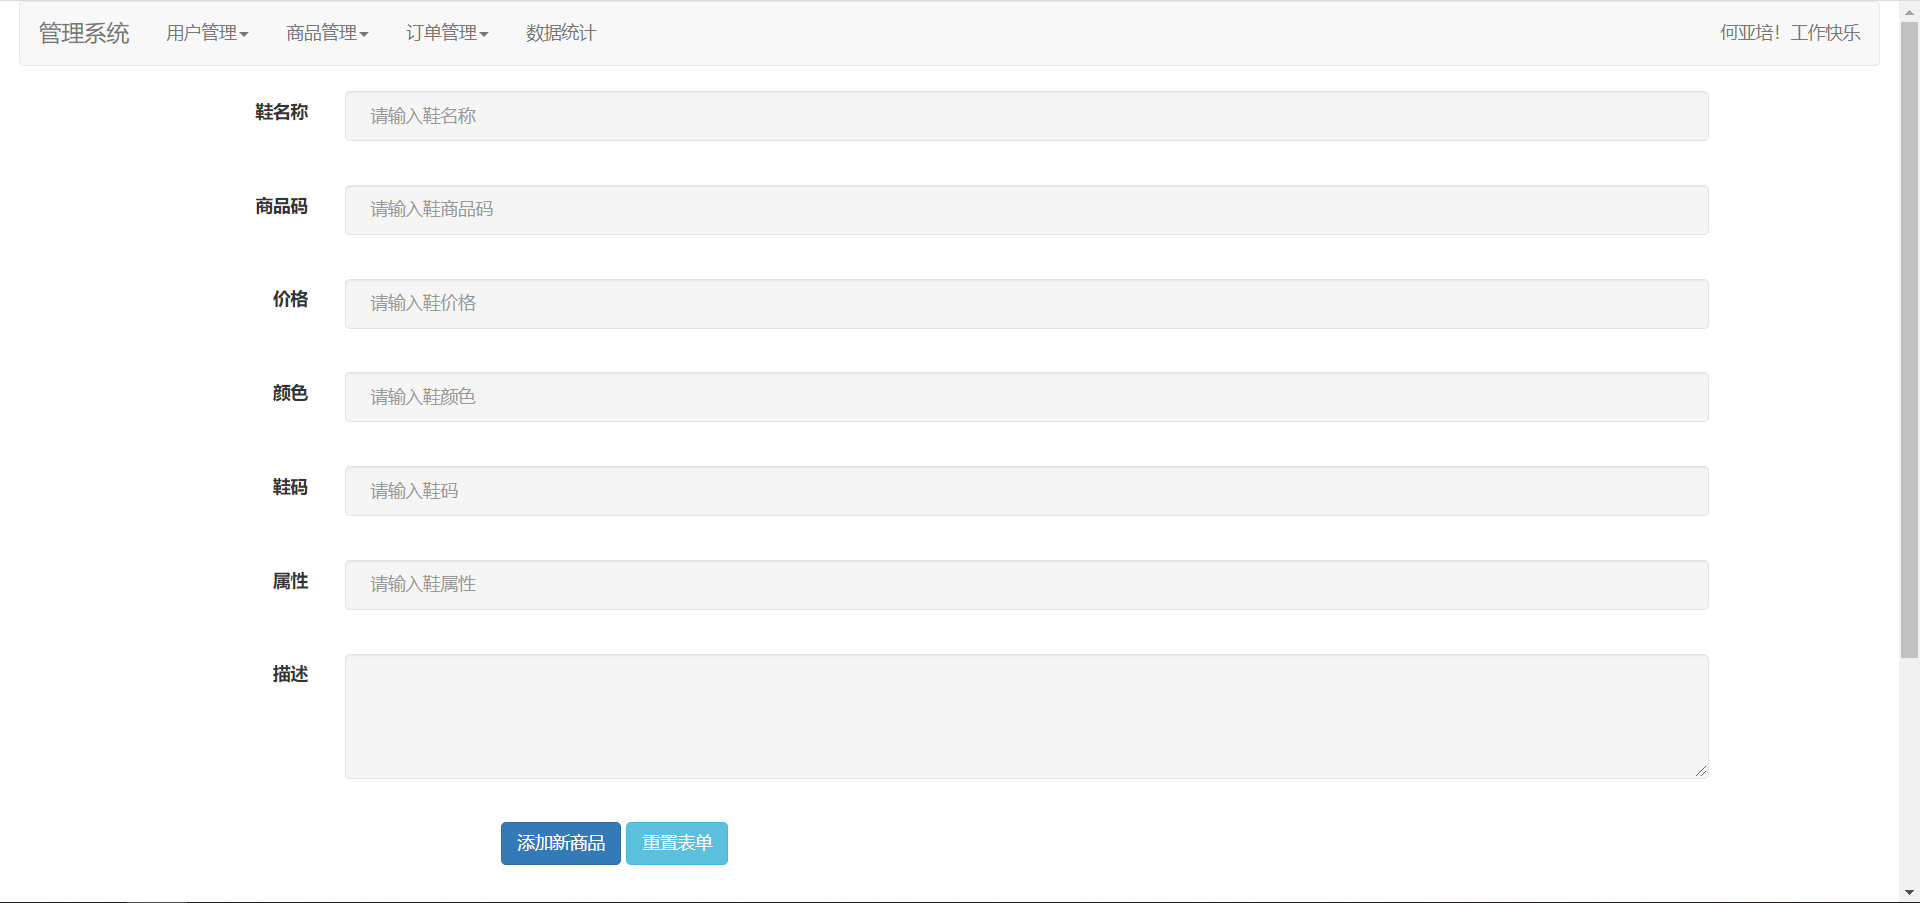 管理系统 用户管理 商品管理 订单管理 数据统计 何亚培！工作快乐
鞋名称 请输入鞋名称
商品码 请输入鞋商品码
价格 请输入鞋价格
颜色 请输入鞋颜色
鞋码 请输入鞋码
属性 请输入鞋属性
描述
添加新商品 重置表单